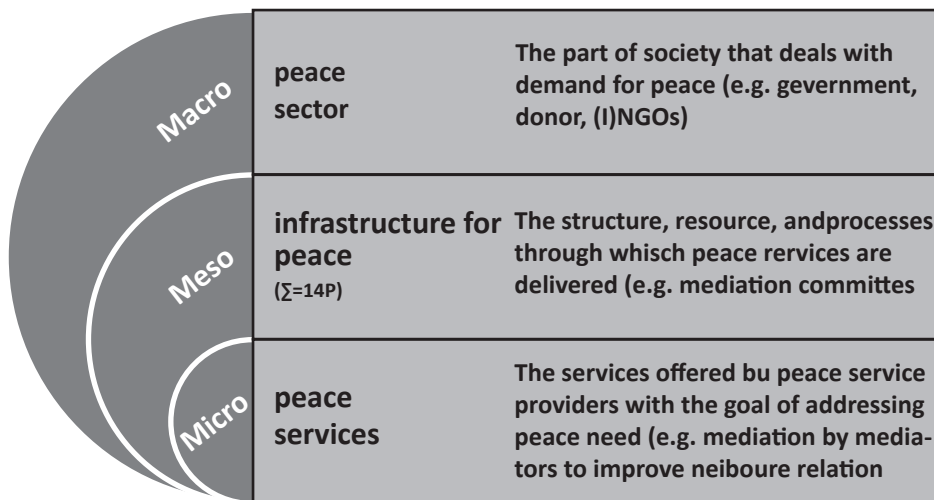 Macro
peace
sector
The part of society that deals with
demand for peace (e.g. gevernment,
donor, (I)NGOs)
Meso
infrastructure for
peace
(∑=14P)
The structure, resource, andprocesses
through whisch peace rervices are
delivered (e.g. mediation committes
Micro
peace
services
The services offered bu peace service
providers with the goal of addressing
peace need (e.g. mediation by media-
tors to improve neiboure relation